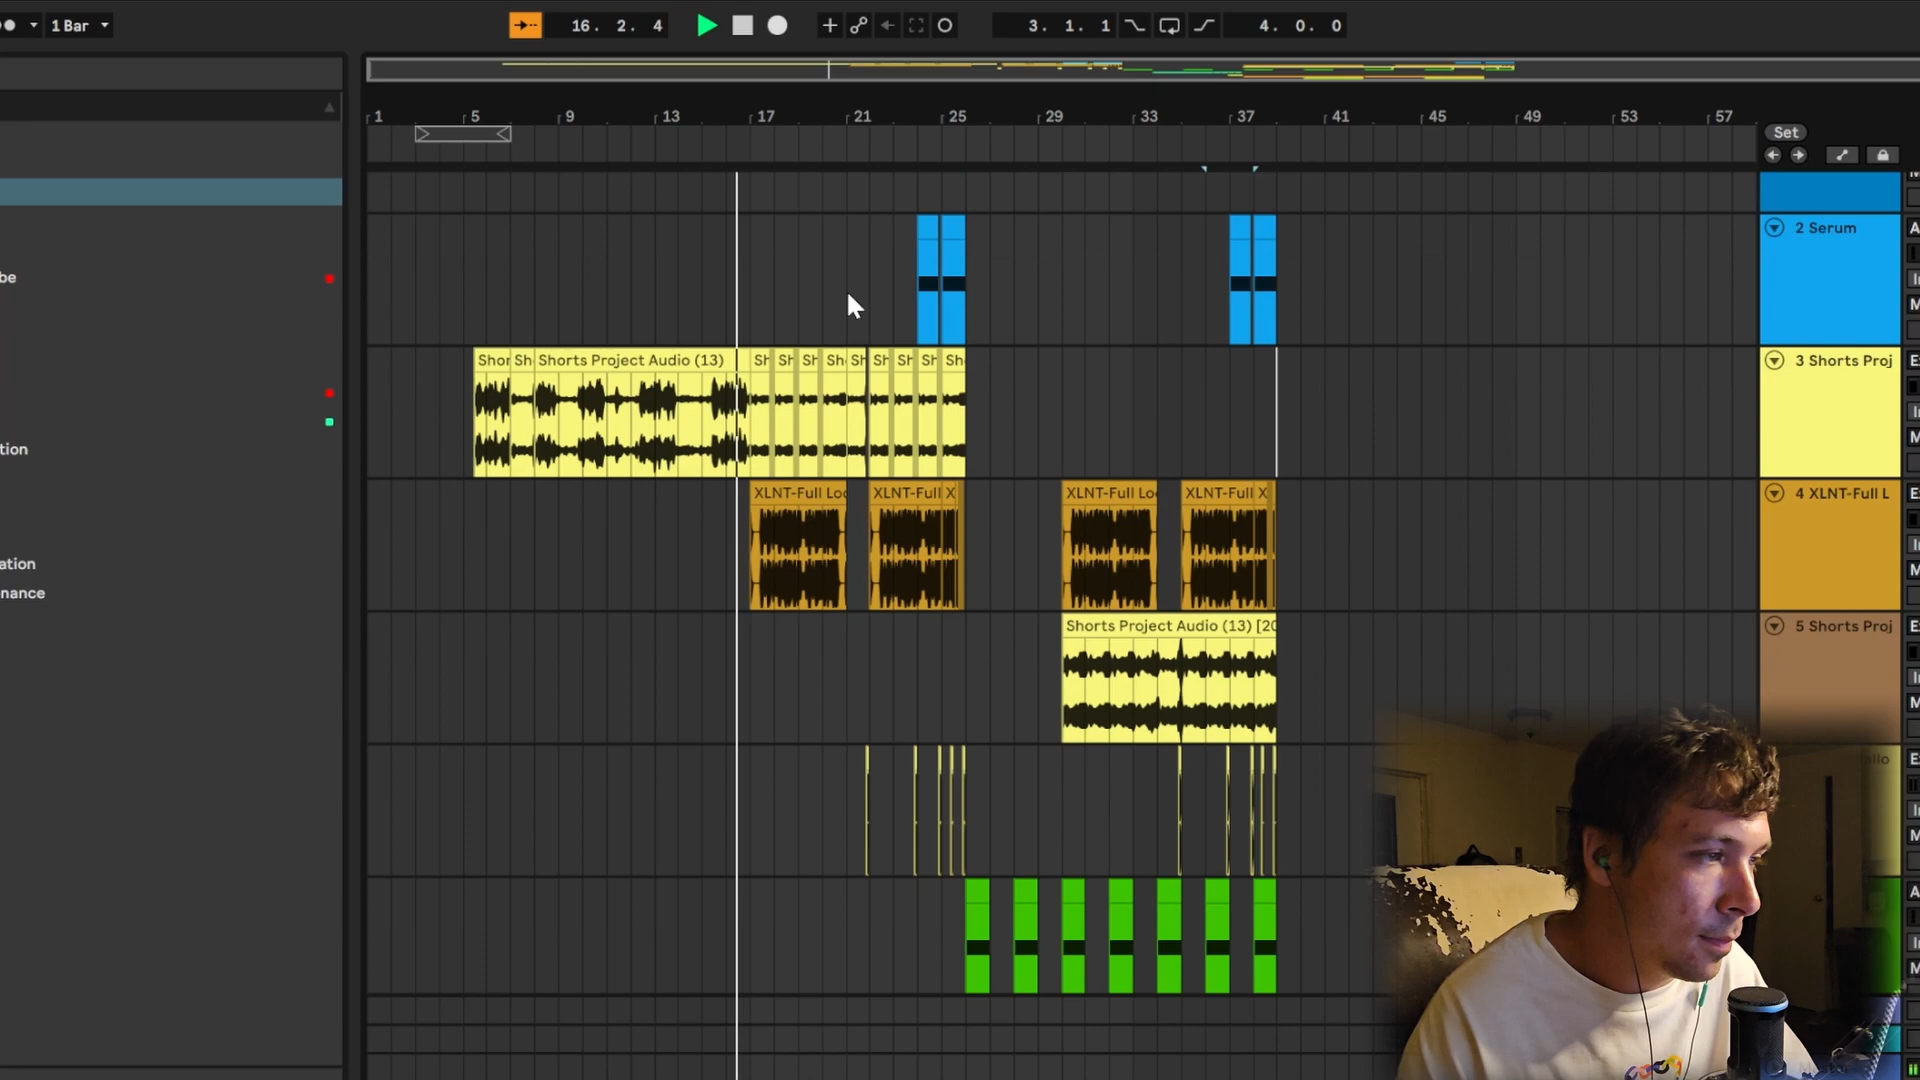 1 Bar
16. 2. 4
3. 1. 1
4. 0. 0
1 5 9 13 17 21 25 29 33 37 41 45 49 53 57
Set
be
tion
ation
nance
2 Serum
Shor Sh Shorts Project Audio (13) Sh Sh Sh Sh Sh Sh Sh Sh Sh
3 Shorts Proj
XLNT-Full Loo XLNT-Full X XLNT-Full Lo XLNT-Full X
4 XLNT-Full L
Shorts Project Audio (13) [20
5 Shorts Proj